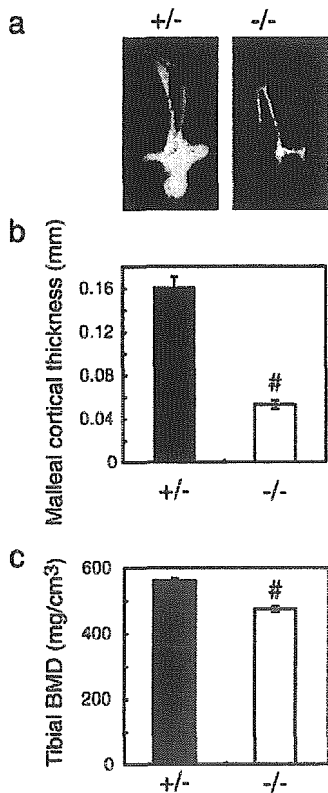 a
+/- -/-
b
Malleal cortical thickness (mm)
0.16
0.12
0.08
0.04
0
#
+/- -/-
c
Tibial BMD (mg/cm3)
600
400
200
0
#
+/- -/-